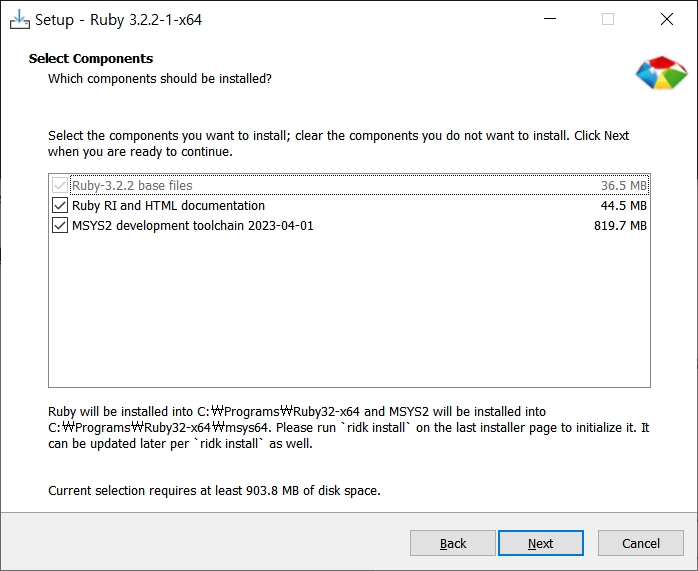 Setup - Ruby 3.2.2-1-x64
Select Components
Which components should be installed?
Select the components you want to install; clear the components you do not want to install. Click Next
when you are ready to continue.
Ruby-3.2.2 base files 36.5 MB
Ruby RI and HTML documentation 44.5 MB
MSYS2 development toolchain 2023-04-01 819.7 MB
Ruby will be installed into C:₩Programs₩Ruby32-x64 and MSYS2 will be installed into
C:₩Programs₩Ruby32-x64₩msys64. Please run `ridk install` on the last installer page to initialize it. It
can be updated later per `ridk install` as well.
Current selection requires at least 903.8 MB of disk space.
Back Next Cancel